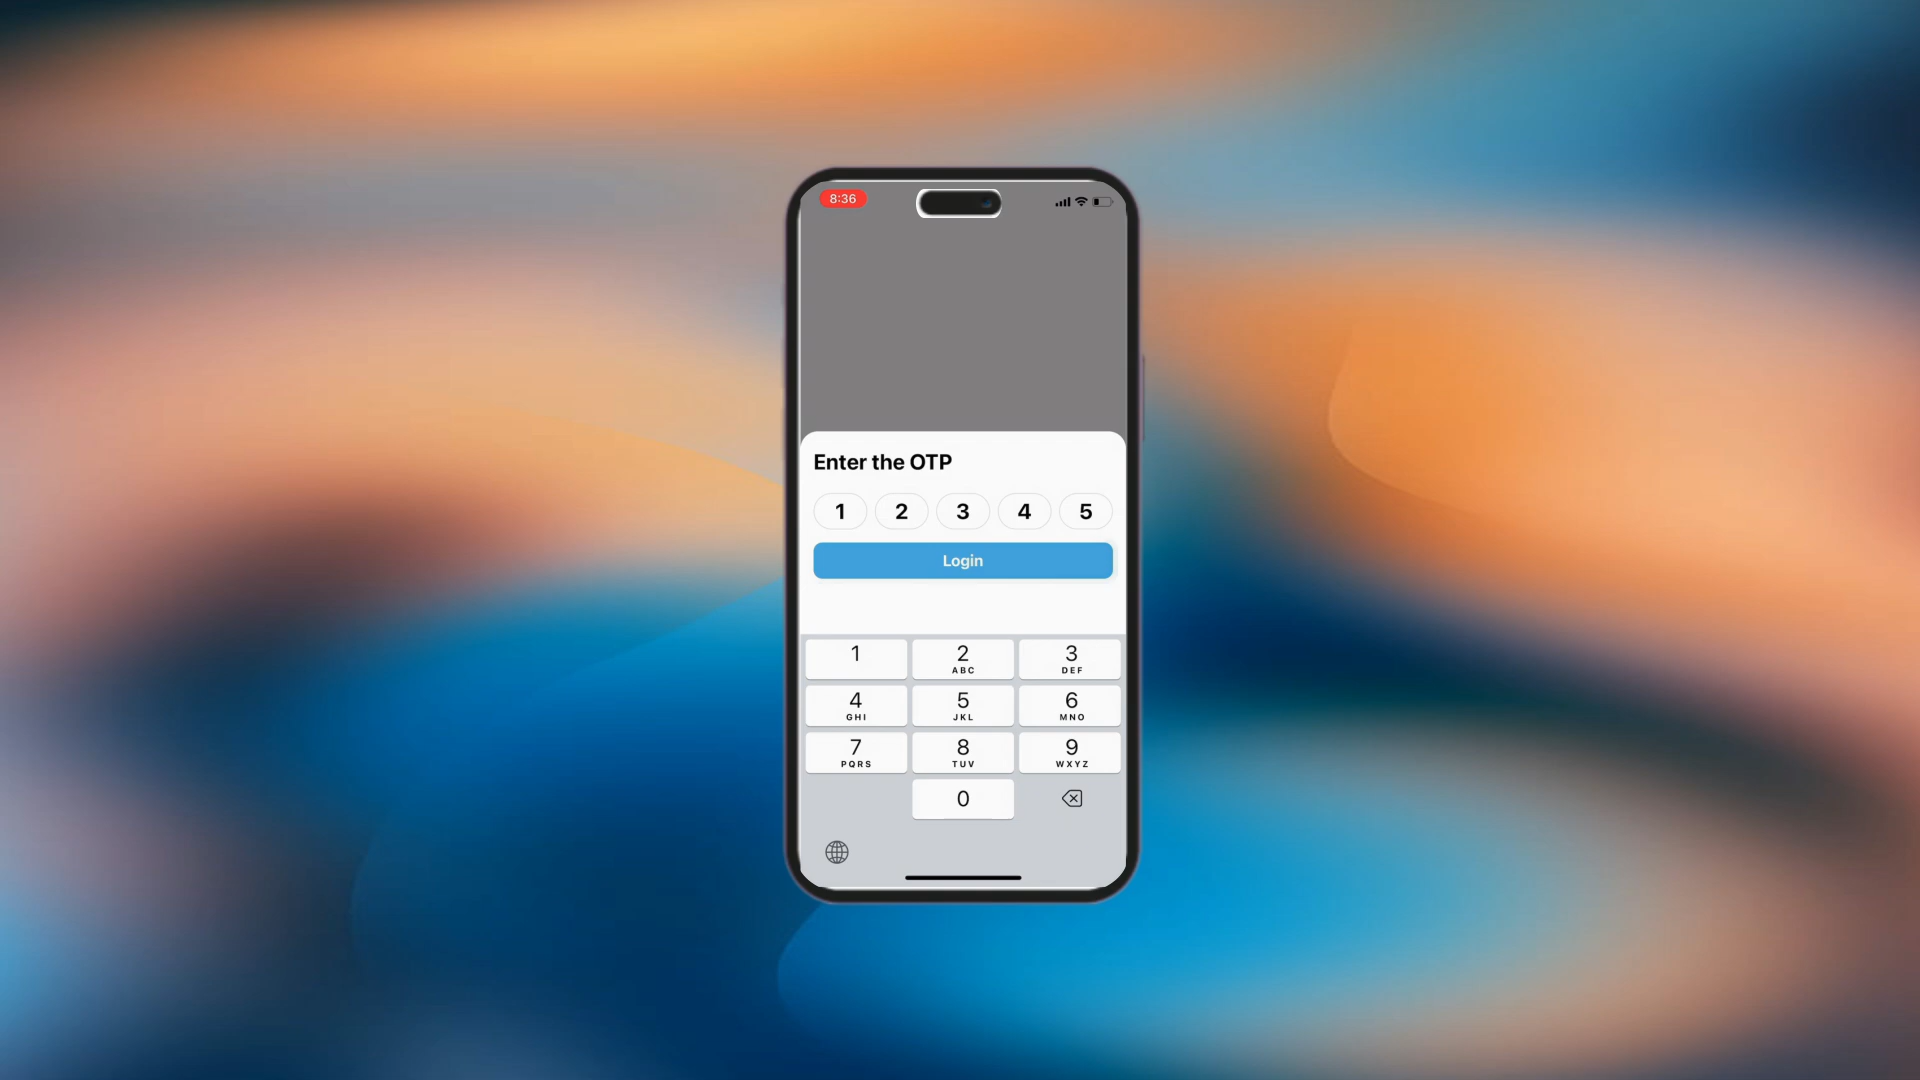 8:36
Enter the OTP
1 2 3 4 5
Login
1 2 3
ABC DEF
4 5 6
GHI JKL MNO
7 8 9
PQRS TUV WXYZ
0